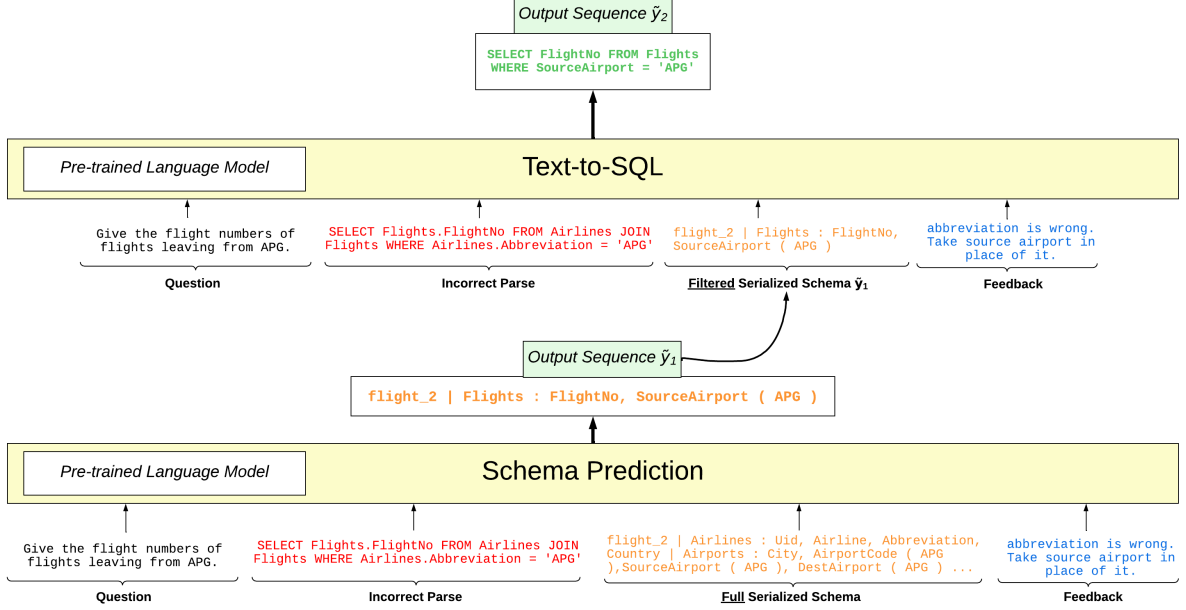 Output Sequence ỹ₂
SELECT FlightNo FROM Flights
WHERE SourceAirport = 'APG'
Pre-trained Language Model
Text-to-SQL
Give the flight numbers of
flights leaving from APG.
Question
SELECT Flights.FlightNo FROM Airlines JOIN
Flights WHERE Airlines.Abbreviation = 'APG'
Incorrect Parse
flight_2 | Flights : FlightNo,
SourceAirport ( APG )
Filtered Serialized Schema ỹ₁
abbreviation is wrong.
Take source airport in
place of it.
Feedback
Output Sequence ỹ₁
flight_2 | Flights : FlightNo, SourceAirport ( APG )
Pre-trained Language Model
Schema Prediction
Give the flight numbers of
flights leaving from APG.
Question
SELECT Flights.FlightNo FROM Airlines JOIN
Flights WHERE Airlines.Abbreviation = 'APG'
Incorrect Parse
flight_2 | Airlines : Uid, Airline, Abbreviation,
Country | Airports : City, AirportCode ( APG
),SourceAirport ( APG ), DestAirport ( APG ) ...
Full Serialized Schema
abbreviation is wrong.
Take source airport in
place of it.
Feedback